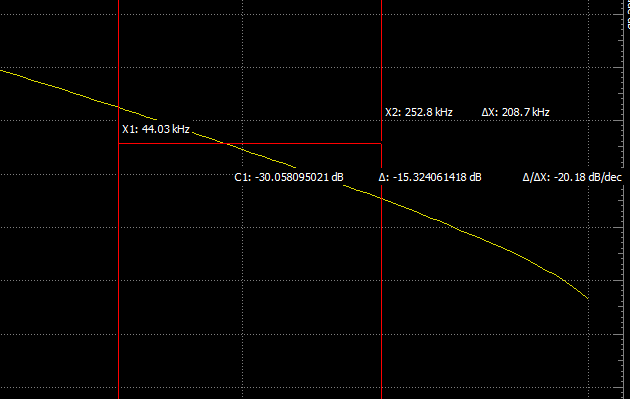 X2: 252.8 kHz ΔX: 208.7 kHz
X1: 44.03 kHz
C1: -30.058095021 dB Δ: -15.324061418 dB Δ/ΔX: -20.18 dB/dec